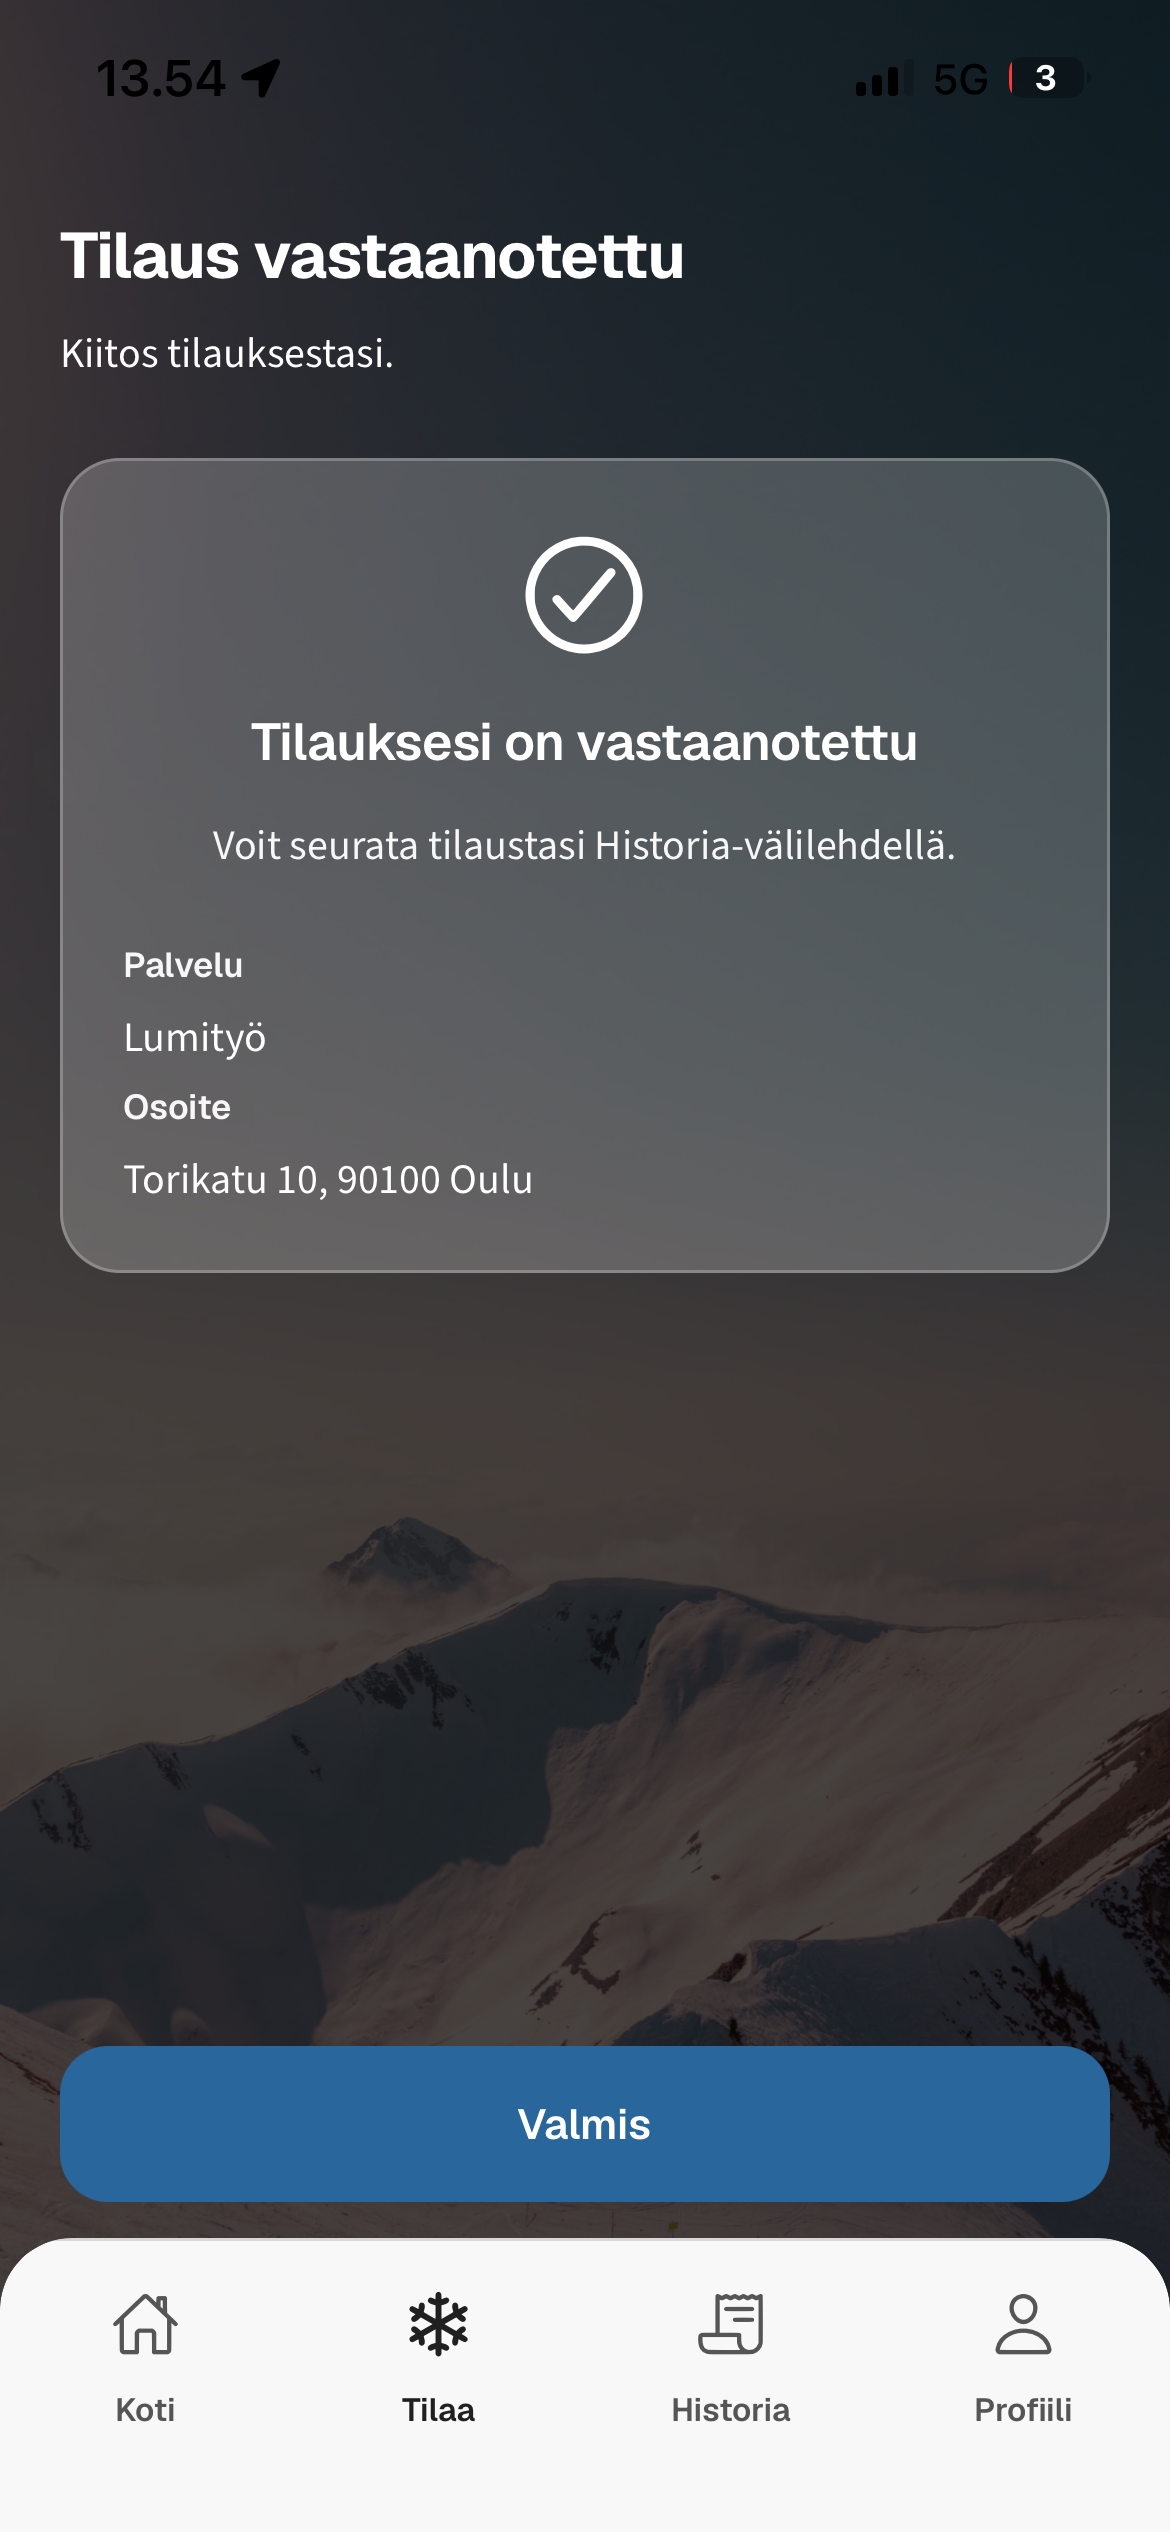 13.54
5G
3
Tilaus vastaanotettu
Kiitos tilauksestasi.
Tilauksesi on vastaanotettu
Voit seurata tilaustasi Historia-välilehdellä.
Palvelu
Lumityö
Osoite
Torikatu 10, 90100 Oulu
Valmis
Koti
Tilaa
Historia
Profiili